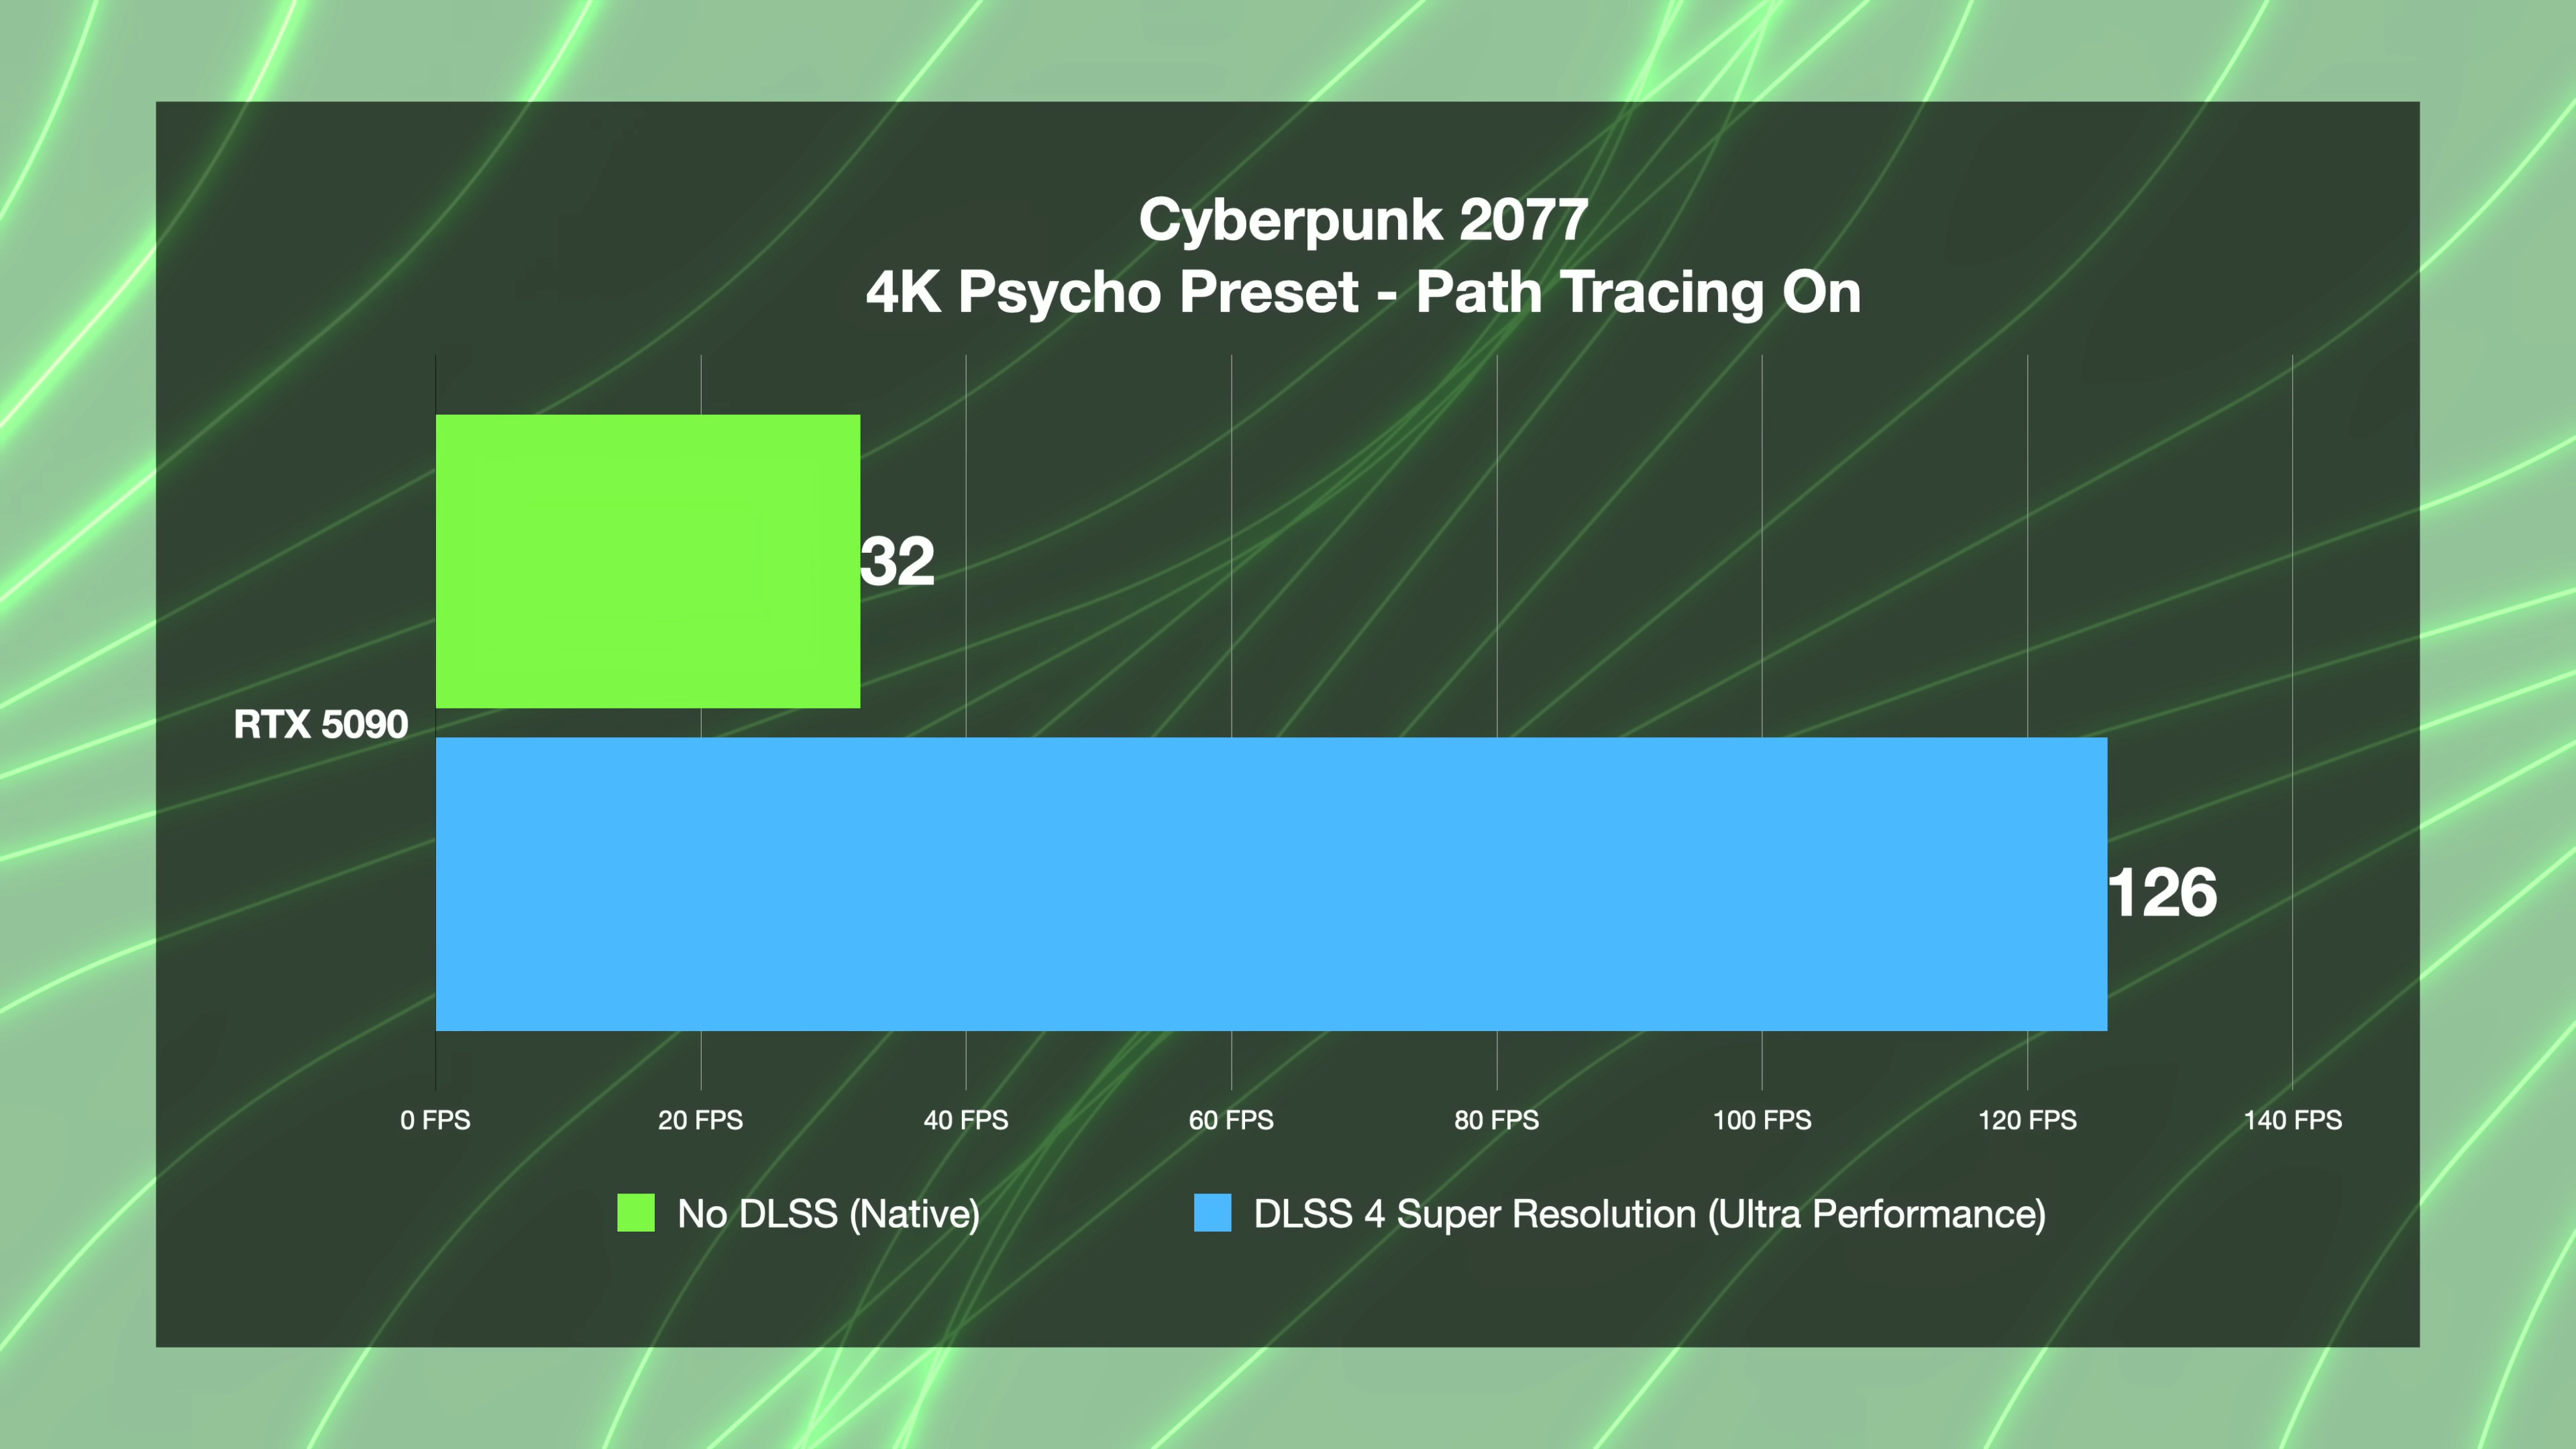 Cyberpunk 2077
4K Psycho Preset - Path Tracing On
32
RTX 5090
126
0 FPS 20 FPS 40 FPS 60 FPS 80 FPS 100 FPS 120 FPS 140 FPS
No DLSS (Native) DLSS 4 Super Resolution (Ultra Performance)